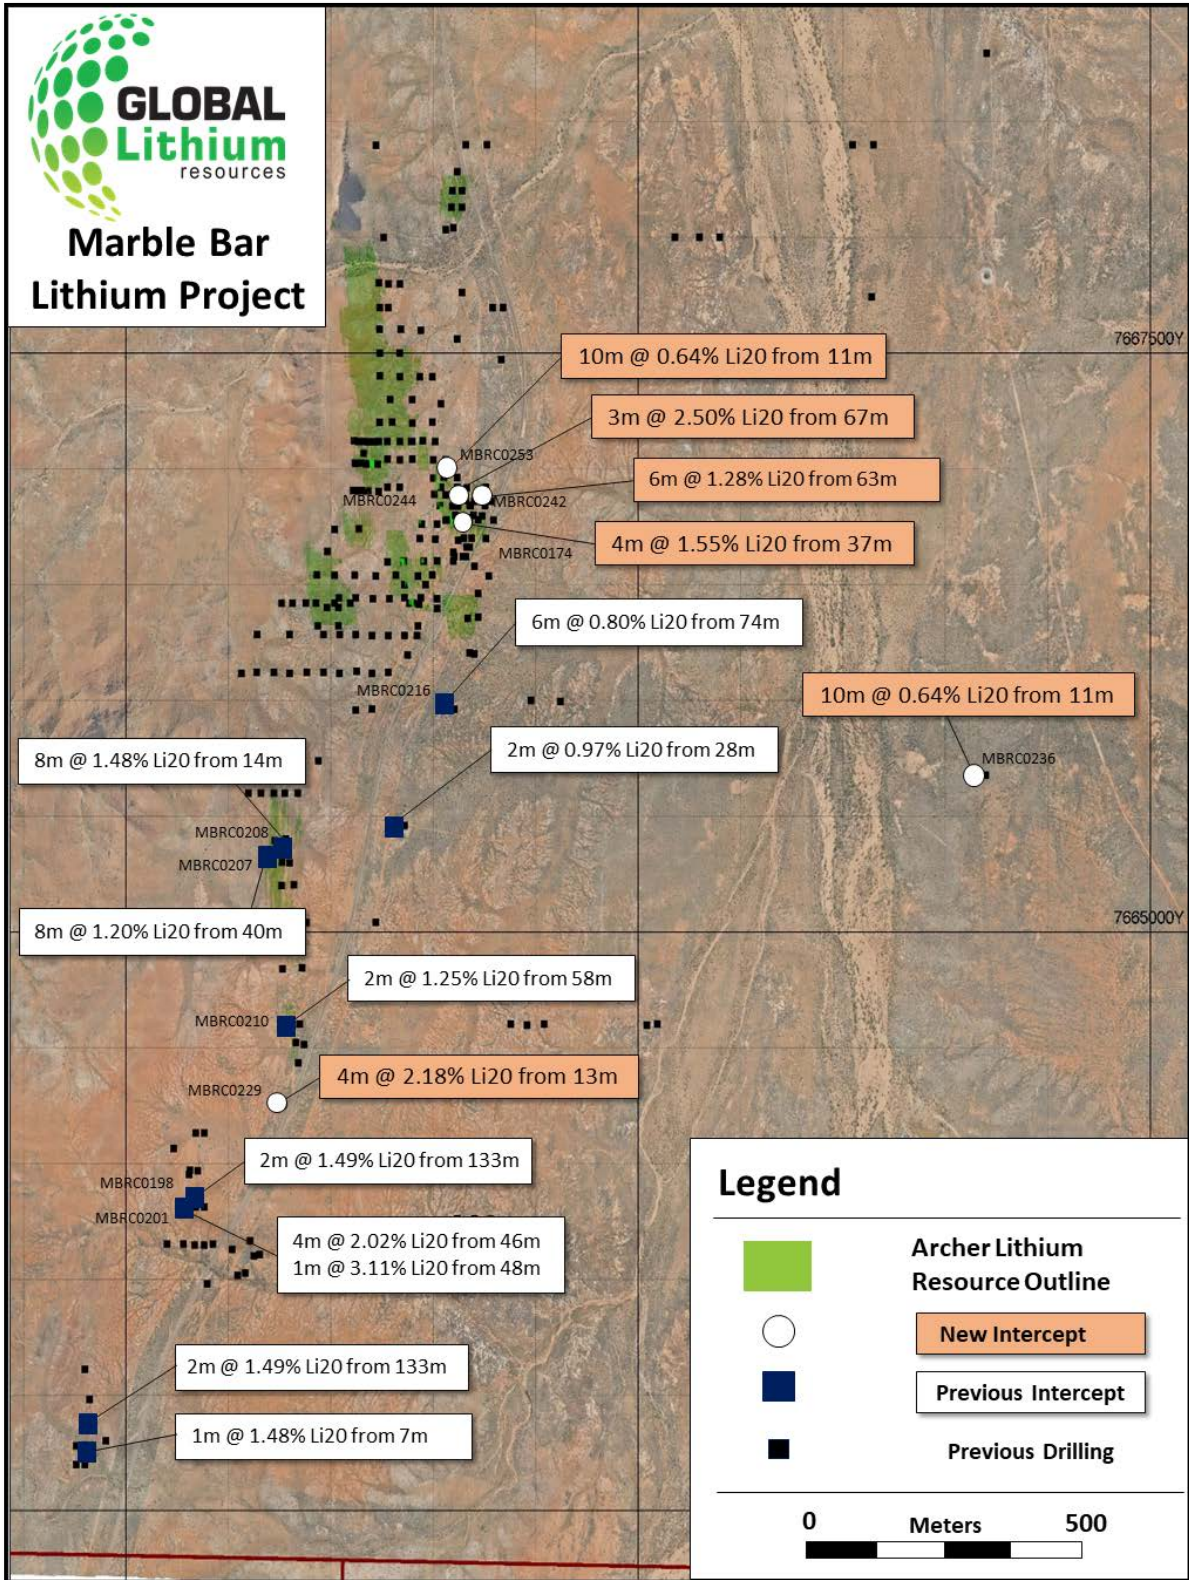 GLOBAL
Lithium
resources
Marble Bar
Lithium Project
7667500Y
10m @ 0.64% Li20 from 11m
3m @ 2.50% Li20 from 67m
MBRC0253
6m @ 1.28% Li20 from 63m
MBRC0244
MBRC0242
4m @ 1.55% Li20 from 37m
MBRC0174
6m @ 0.80% Li20 from 74m
MBRC0216
10m @ 0.64% Li20 from 11m
2m @ 0.97% Li20 from 28m
MBRC0236
8m @ 1.48% Li20 from 14m
MBRC0208
MBRC0207
8m @ 1.20% Li20 from 40m
7665000Y
2m @ 1.25% Li20 from 58m
MBRC0210
4m @ 2.18% Li20 from 13m
MBRC0229
2m @ 1.49% Li20 from 133m
MBRC0198
MBRC0201
4m @ 2.02% Li20 from 46m
1m @ 3.11% Li20 from 48m
2m @ 1.49% Li20 from 133m
1m @ 1.48% Li20 from 7m
Legend
Archer Lithium
Resource Outline
New Intercept
Previous Intercept
Previous Drilling
0 Meters 500